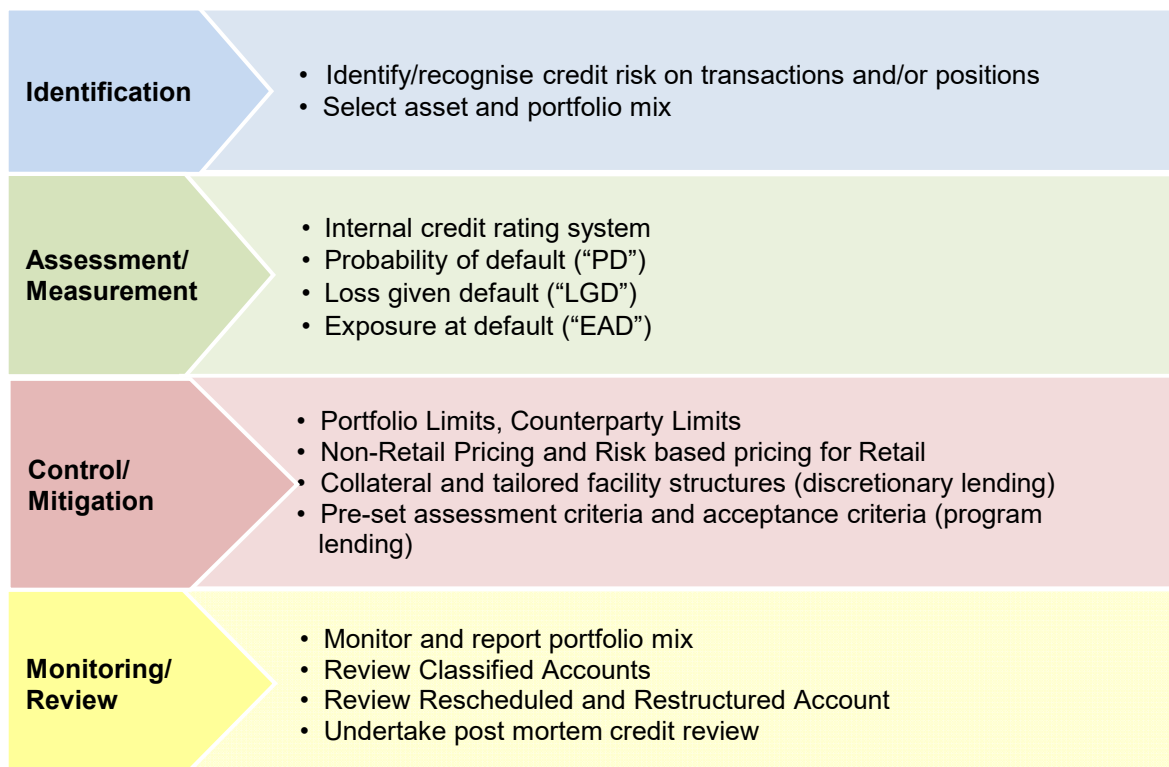 Identification
• Identify/recognise credit risk on transactions and/or positions
• Select asset and portfolio mix
Assessment/
Measurement
• Internal credit rating system
• Probability of default (“PD”)
• Loss given default (“LGD”)
• Exposure at default (“EAD”)
Control/
Mitigation
• Portfolio Limits, Counterparty Limits
• Non-Retail Pricing and Risk based pricing for Retail
• Collateral and tailored facility structures (discretionary lending)
• Pre-set assessment criteria and acceptance criteria (program
lending)
Monitoring/
Review
• Monitor and report portfolio mix
• Review Classified Accounts
• Review Rescheduled and Restructured Account
• Undertake post mortem credit review